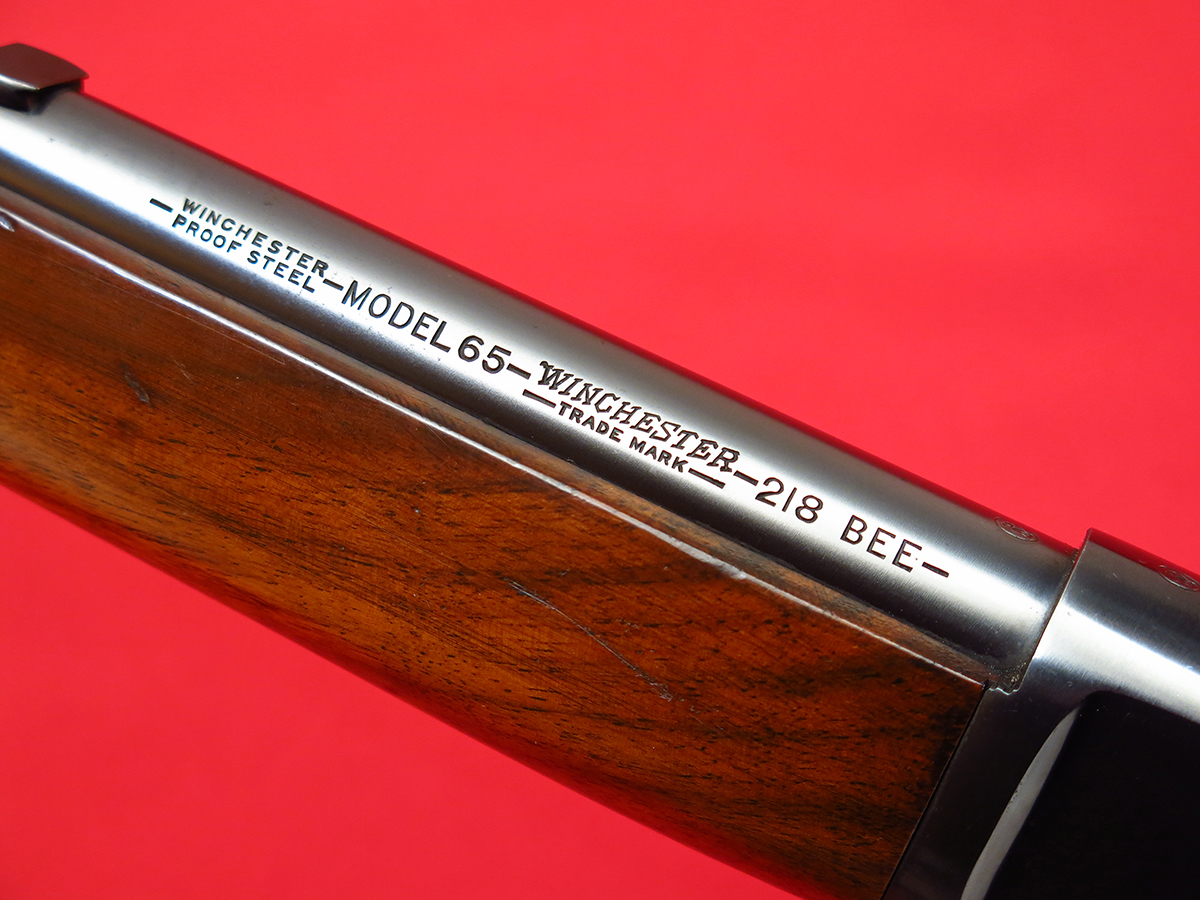 —WINCHESTER
PROOF STEEL—MODEL 65—WINCHESTER—218 BEE—
—TRADE MARK—